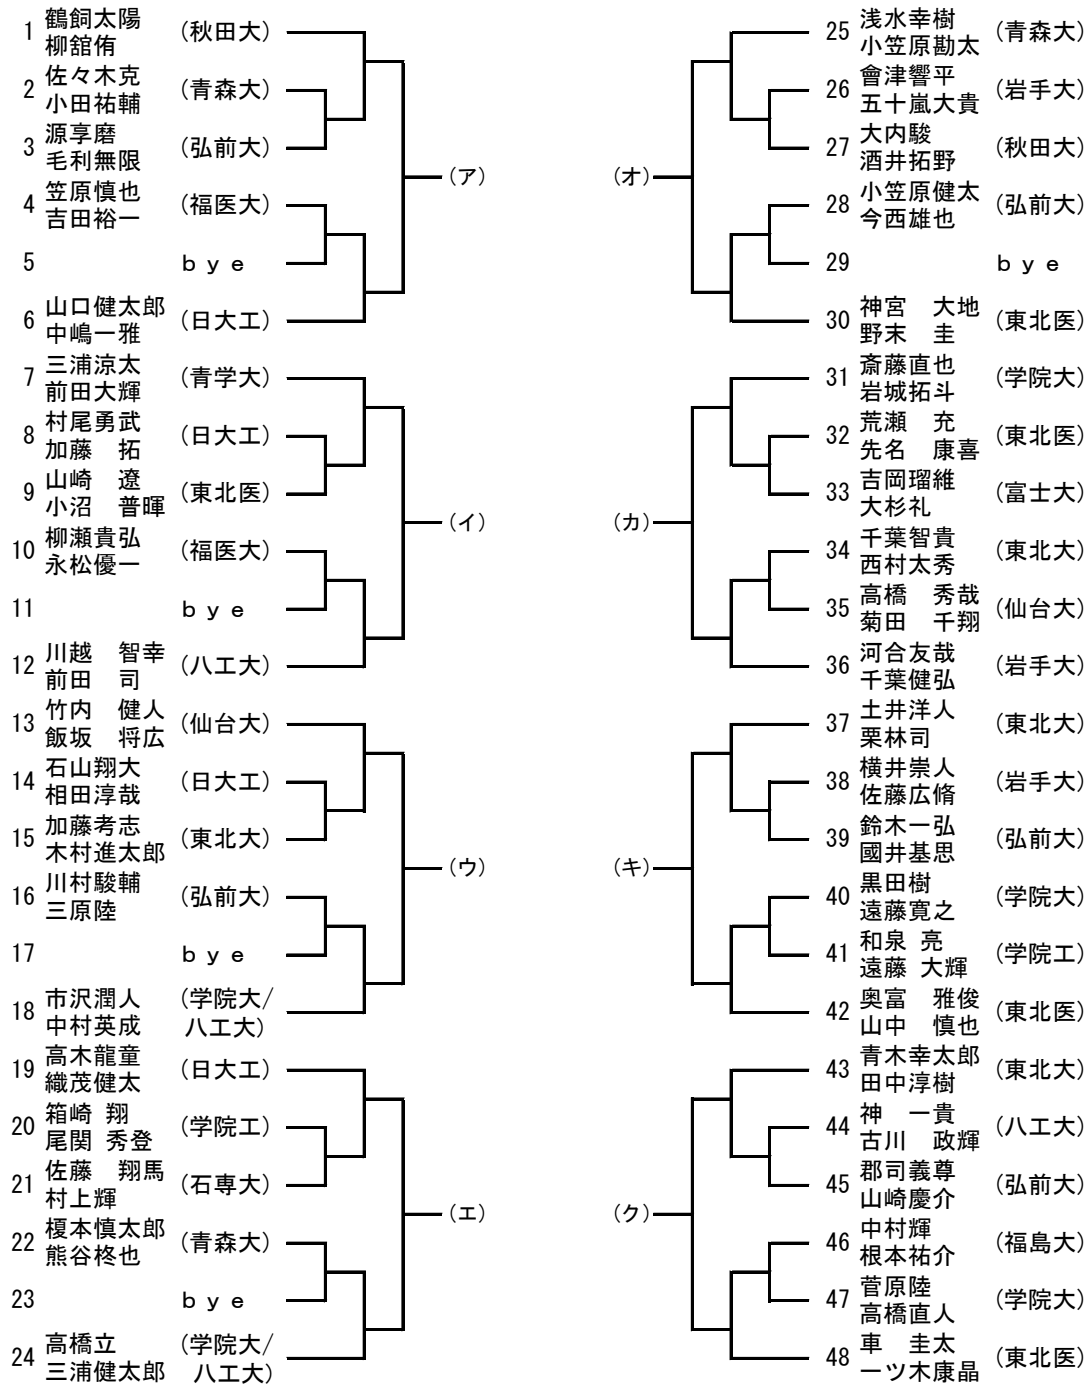 1 鶴飼太陽 (秋田大)
柳舘侑
2 佐々木克 (青森大)
小田祐輔
3 源享磨 (弘前大)
毛利無限
4 笠原慎也 (福医大)
吉田裕一
5 ｂｙｅ
6 山口健太郎 (日大工)
中嶋一雅
(ア)
7 三浦涼太 (青学大)
前田大輝
8 村尾勇武 (日大工)
加藤　拓
9 山崎　遼 (東北医)
小沼　普暉
10 柳瀬貴弘 (福医大)
永松優一
11 ｂｙｅ
12 川越　智幸 (八工大)
前田　司
(イ)
13 竹内　健人 (仙台大)
飯坂　将広
14 石山翔大 (日大工)
相田淳哉
15 加藤考志 (東北大)
木村進太郎
16 川村駿輔 (弘前大)
三原陸
17 ｂｙｅ
18 市沢潤人 (学院大/
中村英成 八工大)
(ウ)
19 高木龍童 (日大工)
織茂健太
20 箱崎 翔 (学院工)
尾関 秀登
21 佐藤　翔馬 (石専大)
村上輝
22 榎本慎太郎 (青森大)
熊谷柊也
23 ｂｙｅ
24 高橋立 (学院大/
三浦健太郎 八工大)
(エ)
25 浅水幸樹 (青森大)
小笠原勘太
26 會津響平 (岩手大)
五十嵐大貴
27 大内駿 (秋田大)
酒井拓野
28 小笠原健太 (弘前大)
今西雄也
29 ｂｙｅ
30 神宮　大地 (東北医)
野末　圭
(オ)
31 斎藤直也 (学院大)
岩城拓斗
32 荒瀬　充 (東北医)
先名　康喜
33 吉岡瑠維 (富士大)
大杉礼
34 千葉智貴 (東北大)
西村太秀
35 高橋　秀哉 (仙台大)
菊田　千翔
36 河合友哉 (岩手大)
千葉健弘
(カ)
37 土井洋人 (東北大)
栗林司
38 横井崇人 (岩手大)
佐藤広脩
39 鈴木一弘 (弘前大)
國井基思
40 黒田樹 (学院大)
遠藤寛之
41 和泉 亮 (学院工)
遠藤 大輝
42 奥富　雅俊 (東北医)
山中　慎也
(キ)
43 青木幸太郎 (東北大)
田中淳樹
44 神　一貴 (八工大)
古川　政輝
45 郡司義尊 (弘前大)
山崎慶介
46 中村輝 (福島大)
根本祐介
47 菅原陸 (学院大)
高橋直人
48 車　圭太 (東北医)
一ツ木康晶
(ク)